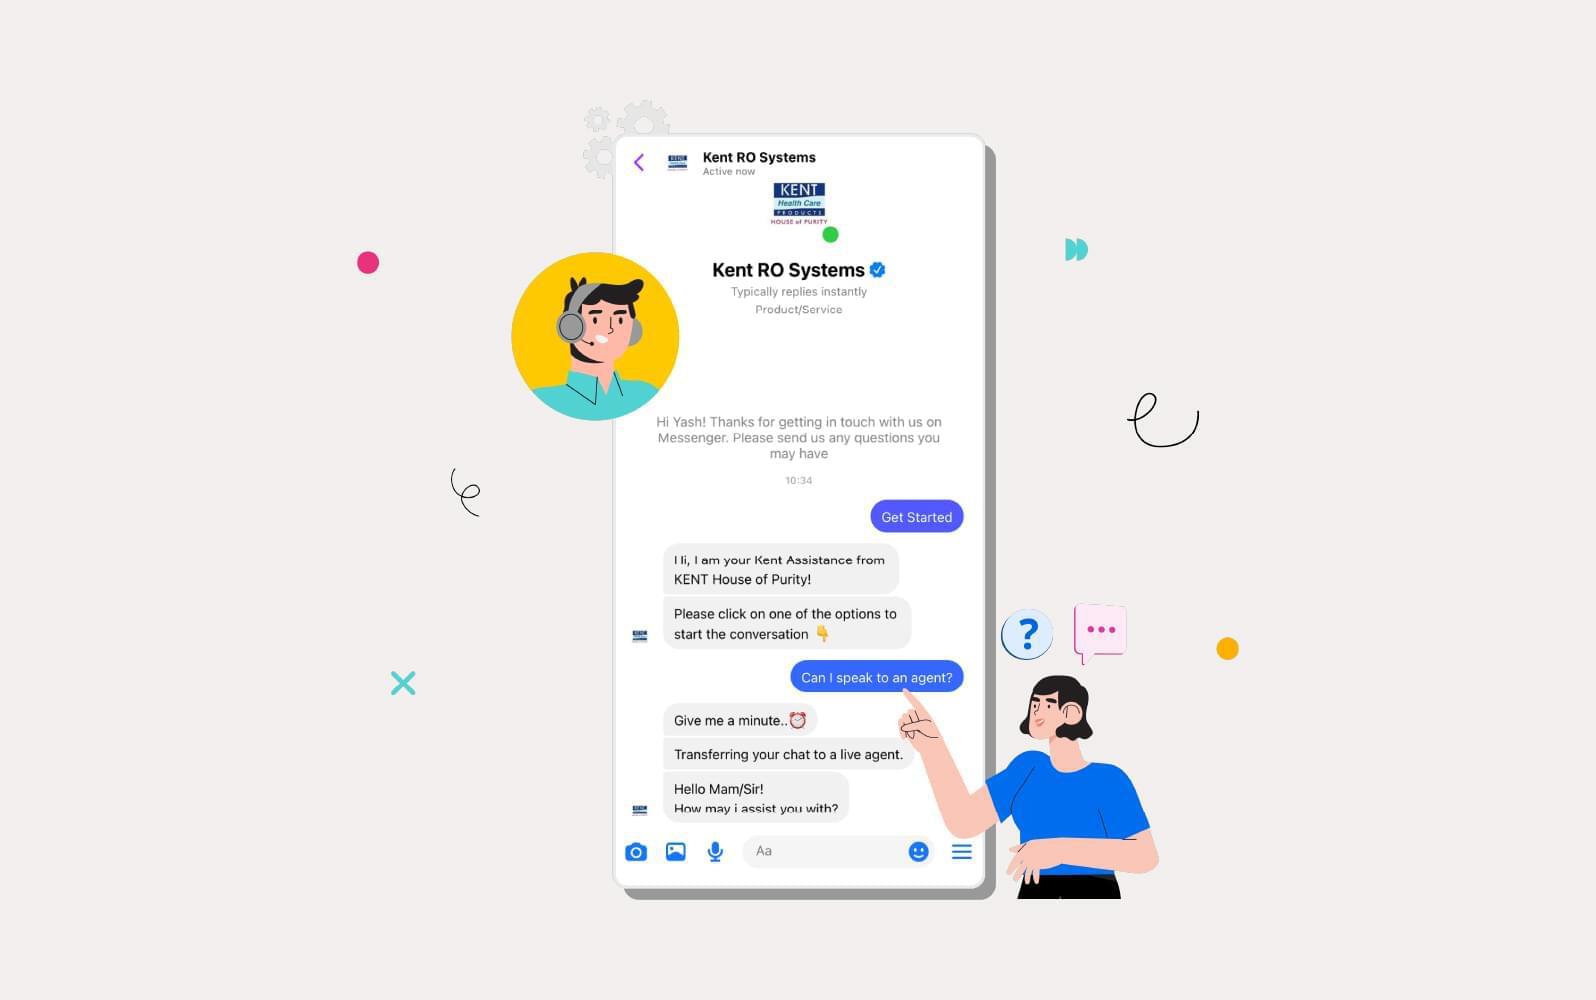 Kent RO Systems
Active now
KENT
Health Care
PRODUCTS
HOUSE of PURITY
Kent RO Systems
Typically replies instantly
Product/Service
Hi Yash! Thanks for getting in touch with us on
Messenger. Please send us any questions you
may have
10:34
Get Started
Hi, I am your Kent Assistance from
KENT House of Purity!
Please click on one of the options to
start the conversation 👇
Can I speak to an agent?
Give me a minute..⏰
Transferring your chat to a live agent.
Hello Mam/Sir!
How may i assist you with?
Aa
?